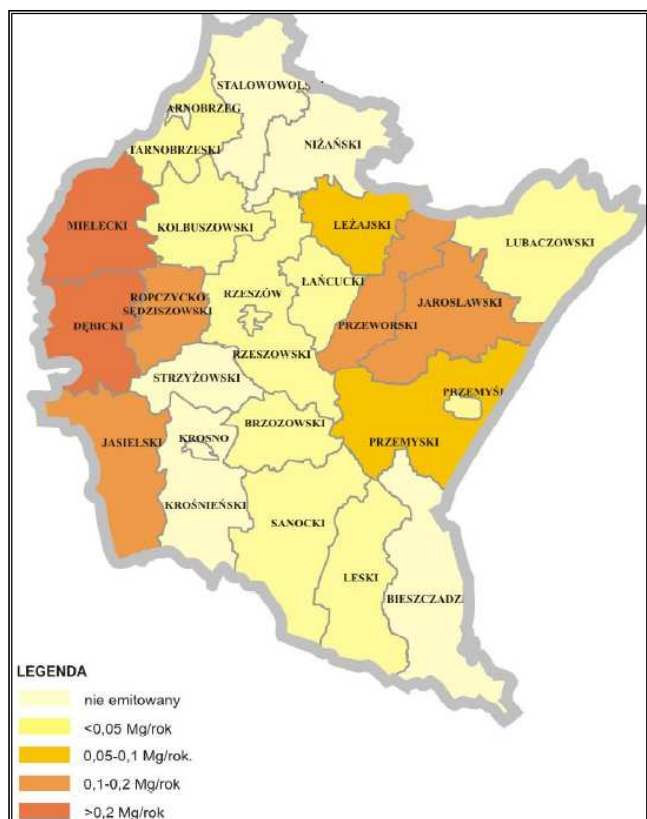 STALOWOWOLS
ARNOBRZEG
TARNOBRZESKI
NIŻAŃSKI
MIELECKI
KOLBUSZOWSKI
LEŻAJSKI
LUBACZOWSKI
ROPCZYCKO
SĘDZISZOWSKI
RZESZÓW
ŁAŃCUCKI
JAROSŁAWSKI
DĘBICKI
PRZEWORSKI
RZESZOWSKI
STRZYŻOWSKI
PRZEMYŚL
JASIELSKI
KROSNO
BRZOZOWSKI
PRZEMYSKI
KROŚNIEŃSKI
SANOCKI
LESKI
BIESZCZADZ
LEGENDA
nie emitowany
<0,05 Mg/rok
0,05-0,1 Mg/rok.
0,1-0,2 Mg/rok
>0,2 Mg/rok